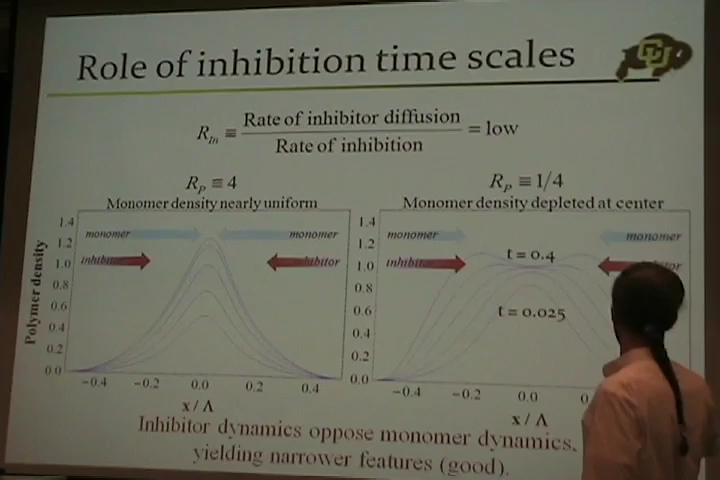 Role of inhibition time scales
CU
R_In ≡ Rate of inhibitor diffusion / Rate of inhibition = low
R_P ≡ 4
Monomer density nearly uniform
R_P ≡ 1/4
Monomer density depleted at center
Polymer density
1.4
1.2
1.0
0.8
0.6
0.4
0.2
0.0
monomer
monomer
inhibitor
inhibitor
-0.4 -0.2 0.0 0.2 0.4
x / Λ
1.4
1.2
1.0
0.8
0.6
0.4
0.2
0.0
monomer
monomer
inhibitor
t = 0.4
t = 0.025
-0.4 -0.2 0.0
x / Λ
Inhibitor dynamics oppose monomer dynamics,
yielding narrower features (good).